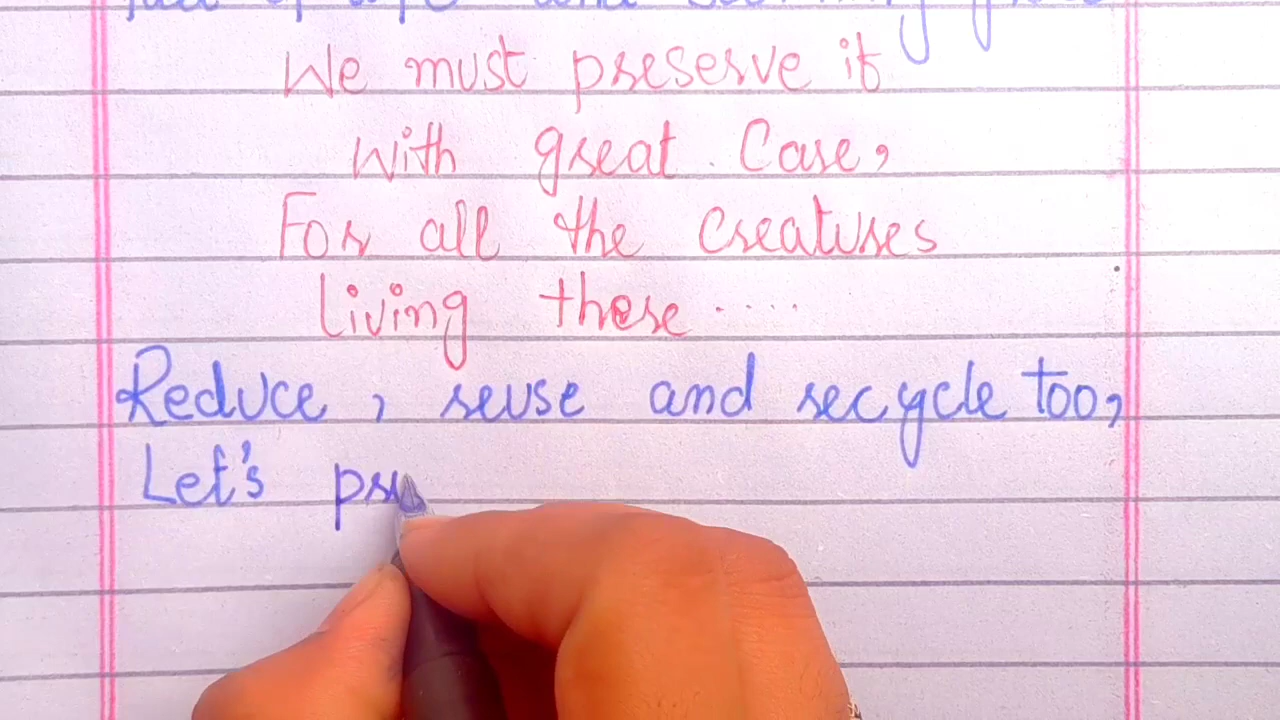 We must preserve it
with great care,
For all the creatures
living there....
Reduce, reuse and recycle too,
Let's